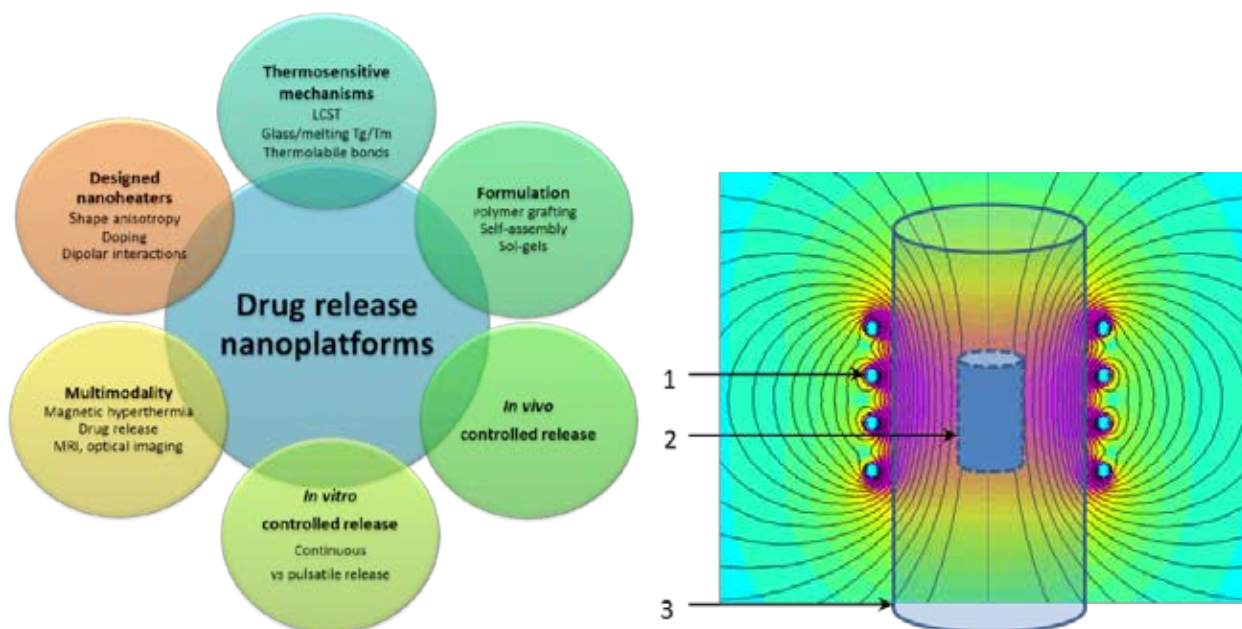 Thermosensitive
mechanisms
LCST
Glass/melting Tg/Tm
Thermolabile bonds
Designed
nanoheaters
Shape anisotropy
Doping
Dipolar interactions
Formulation
Polymer grafting
Self-assembly
Sol-gels
Drug release
nanoplatforms
Multimodality
Magnetic hyperthermia
Drug release
MRI, optical imaging
In vivo
controlled release
In vitro
controlled release
Continuous
vs pulsatile release
1
2
3